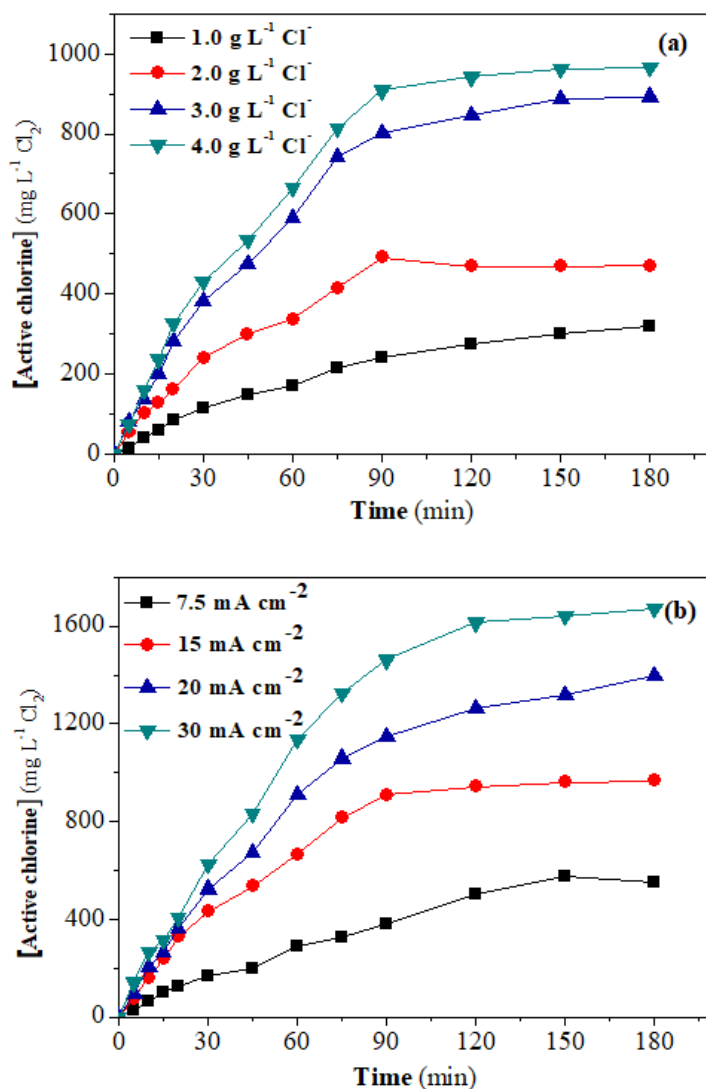 (a)
1.0 g L⁻¹ Cl⁻
2.0 g L⁻¹ Cl⁻
3.0 g L⁻¹ Cl⁻
4.0 g L⁻¹ Cl⁻
[Active chlorine] (mg L⁻¹ Cl₂)
1000
800
600
400
200
0
0 30 60 90 120 150 180
Time (min)
(b)
7.5 mA cm⁻²
15 mA cm⁻²
20 mA cm⁻²
30 mA cm⁻²
[Active chlorine] (mg L⁻¹ Cl₂)
1600
1200
800
400
0
0 30 60 90 120 150 180
Time (min)